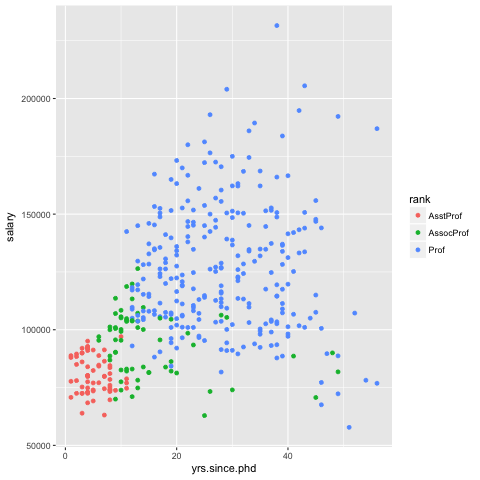 200000
150000
100000
50000
salary
0
20
40
yrs.since.phd
rank
AsstProf
AssocProf
Prof